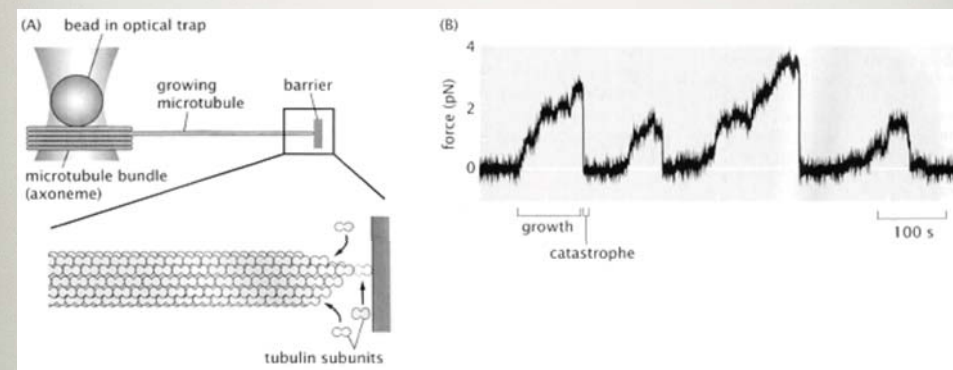 (A)
bead in optical trap
growing
microtubule
barrier
microtubule bundle
(axoneme)
tubulin subunits
(B)
force (pN)
4
2
0
growth
catastrophe
100 s